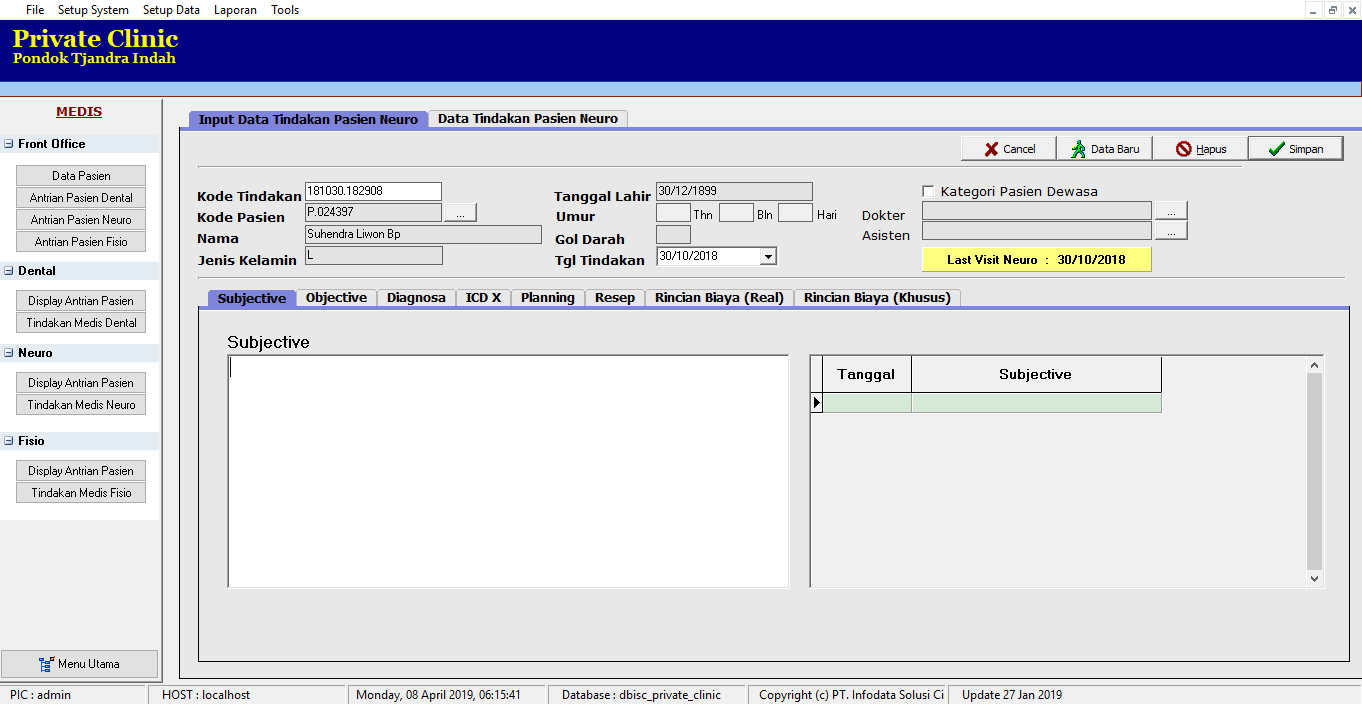 File Setup System Setup Data Laporan Tools
Private Clinic
Pondok Tjandra Indah
MEDIS
Front Office
Data Pasien
Antrian Pasien Dental
Antrian Pasien Neuro
Antrian Pasien Fisio
Dental
Display Antrian Pasien
Tindakan Medis Dental
Neuro
Display Antrian Pasien
Tindakan Medis Neuro
Fisio
Display Antrian Pasien
Tindakan Medis Fisio
Menu Utama
Input Data Tindakan Pasien Neuro Data Tindakan Pasien Neuro
Cancel Data Baru Hapus Simpan
Kode Tindakan 181030.182908
Kode Pasien P.024397 ...
Nama Suhendra Liwon Bp
Jenis Kelamin L
Tanggal Lahir 30/12/1899
Umur Thn Bln Hari
Gol Darah
Tgl Tindakan 30/10/2018
Kategori Pasien Dewasa
Dokter ...
Asisten ...
Last Visit Neuro : 30/10/2018
Subjective Objective Diagnosa ICD X Planning Resep Rincian Biaya (Real) Rincian Biaya (Khusus)
Subjective
Tanggal Subjective
PIC : admin HOST : localhost Monday, 08 April 2019, 06:15:41 Database : dbisc_private_clinic Copyright (c) PT. Infodata Solusi Ci Update 27 Jan 2019